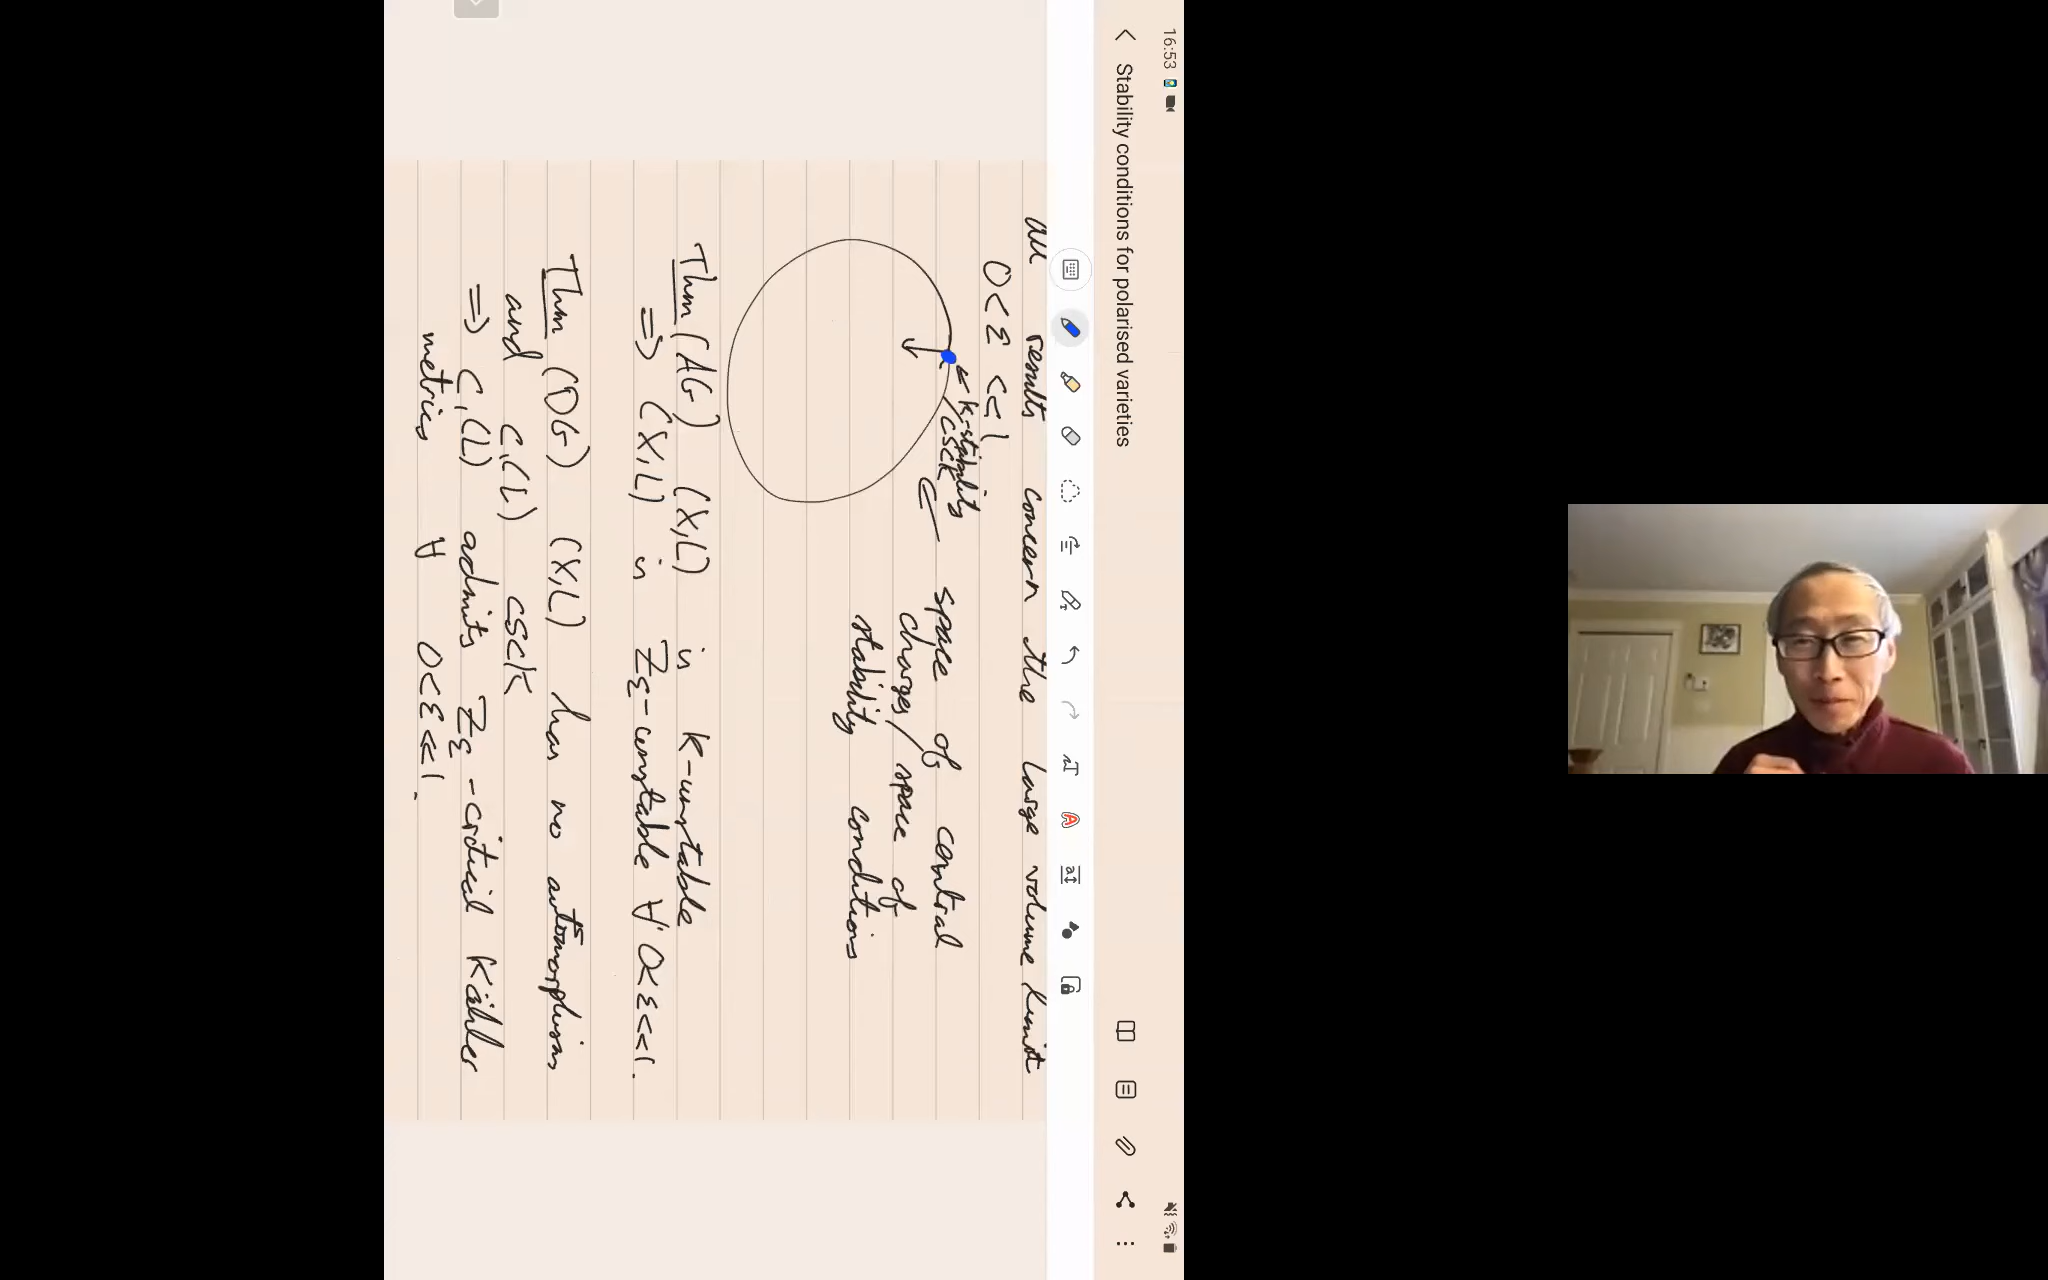 16:53
Stability conditions for polarised varieties
All results concern the large volume limit
0<ε<<1
K-stability
/cscK
space of central
charges/space of
stability conditions
Thm (AG) (X,L) is K-unstable
⇒ (X,L) is Zε-unstable ∀ 0<ε<<1.
Thm (DG) (X,L) has no automorphisms
and c₁(L) cscK
⇒ c₁(L) admits Zε-critical Kähler
metrics ∀ 0<ε<<1.